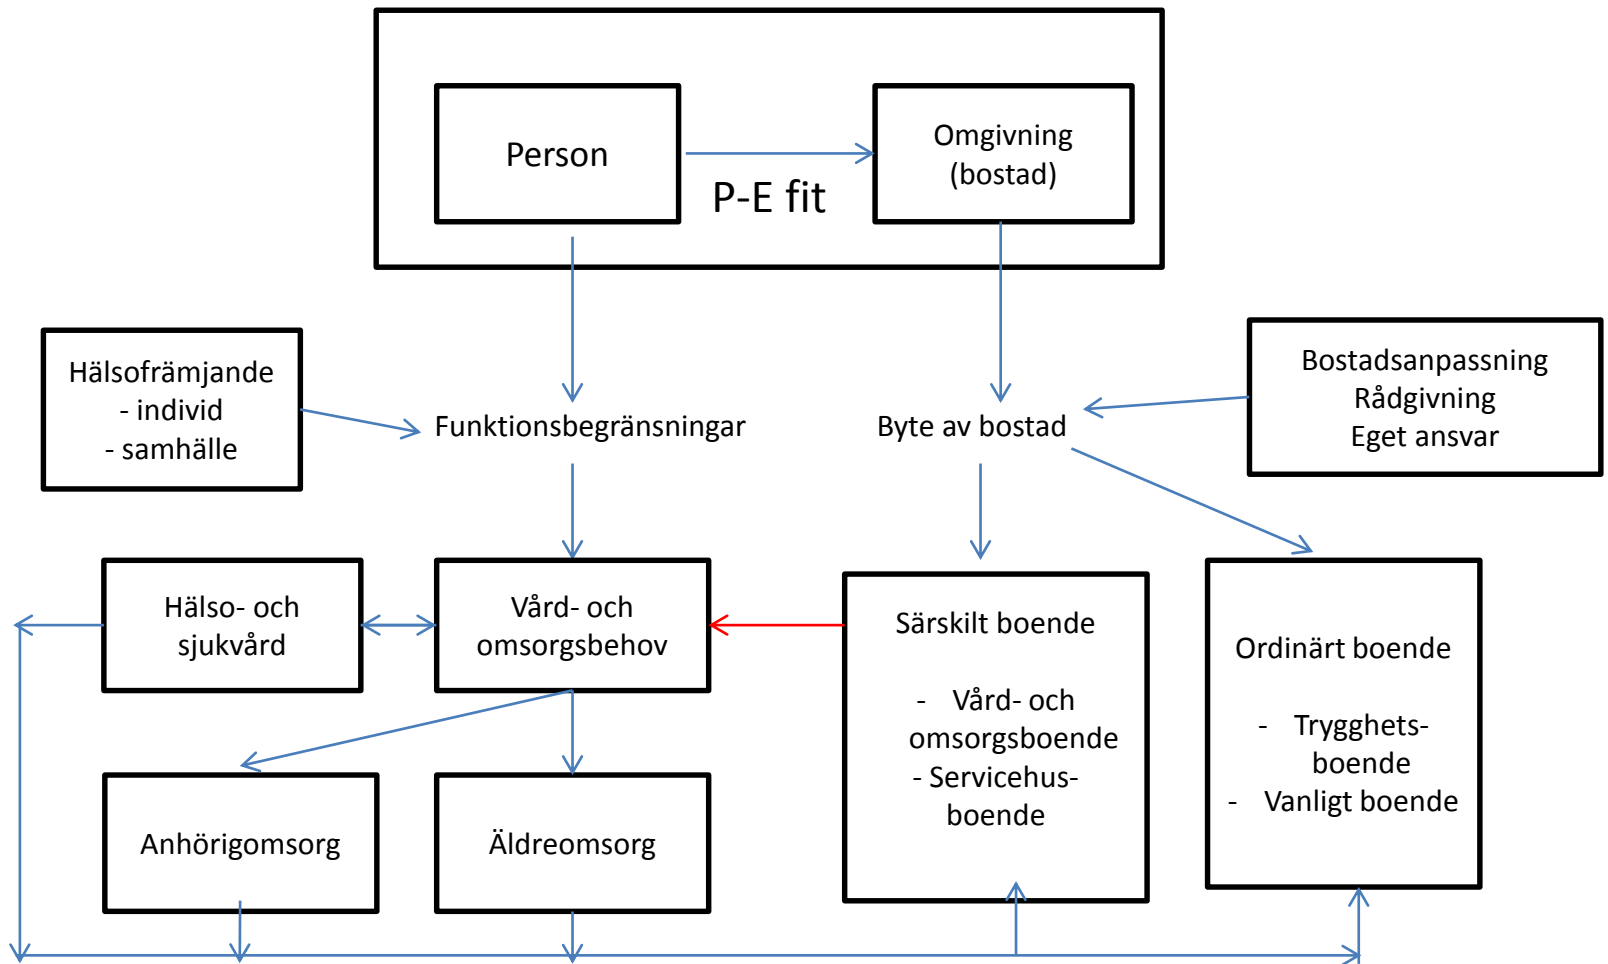 Person
P-E fit
Omgivning
(bostad)
Hälsofrämjande
- individ
- samhälle
Funktionsbegränsningar
Byte av bostad
Bostadsanpassning
Rådgivning
Eget ansvar
Hälso- och
sjukvård
Vård- och
omsorgsbehov
Särskilt boende
- Vård- och
omsorgsboende
- Servicehus-
boende
Ordinärt boende
- Trygghets-
boende
- Vanligt boende
Anhörigomsorg
Äldreomsorg